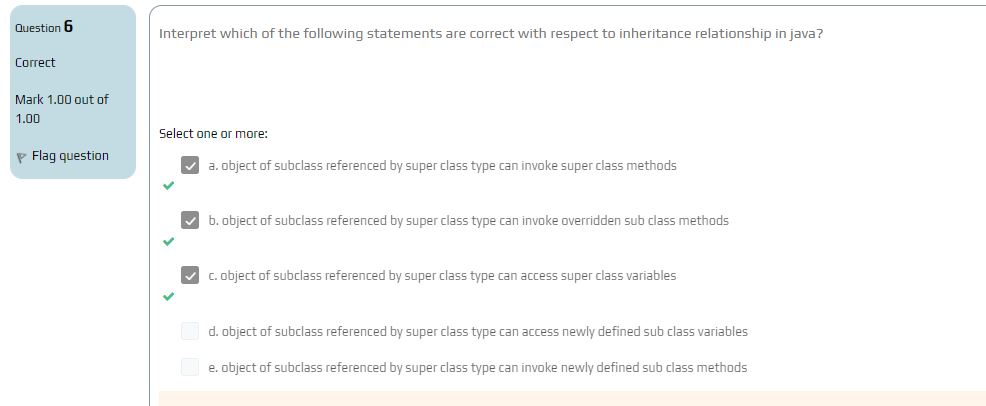 Question 6
Correct
Mark 1.00 out of
1.00
Flag question
Interpret which of the following statements are correct with respect to inheritance relationship in java?
Select one or more:
a. object of subclass referenced by super class type can invoke super class methods
b. object of subclass referenced by super class type can invoke overridden sub class methods
c. object of subclass referenced by super class type can access super class variables
d. object of subclass referenced by super class type can access newly defined sub class variables
e. object of subclass referenced by super class type can invoke newly defined sub class methods